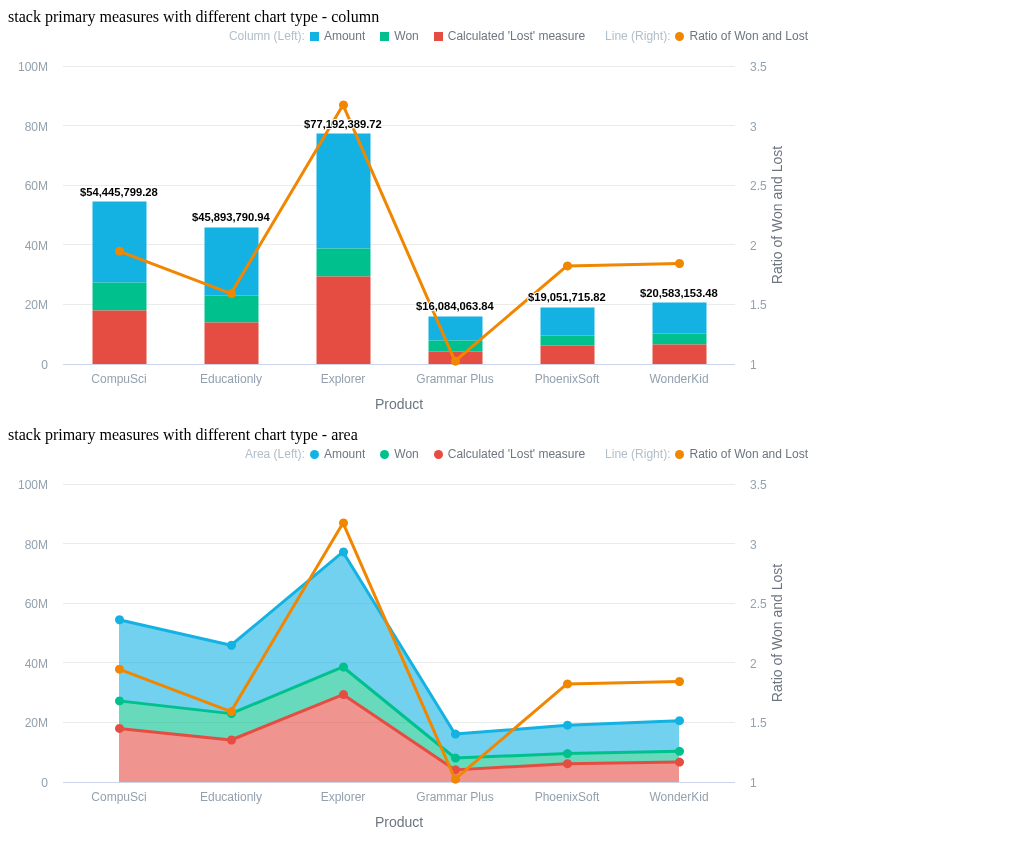 stack primary measures with different chart type - column
Column (Left): Amount Won Calculated 'Lost' measure Line (Right): Ratio of Won and Lost
100M 3.5
80M 3
60M 2.5
40M 2
20M 1.5
0 1
$77,192,389.72
$54,445,799.28
$45,893,790.94
$16,084,063.84
$19,051,715.82
$20,583,153.48
Ratio of Won and Lost
CompuSci Educationly Explorer Grammar Plus PhoenixSoft WonderKid
Product
stack primary measures with different chart type - area
Area (Left): Amount Won Calculated 'Lost' measure Line (Right): Ratio of Won and Lost
100M 3.5
80M 3
60M 2.5
40M 2
20M 1.5
0 1
Ratio of Won and Lost
CompuSci Educationly Explorer Grammar Plus PhoenixSoft WonderKid
Product